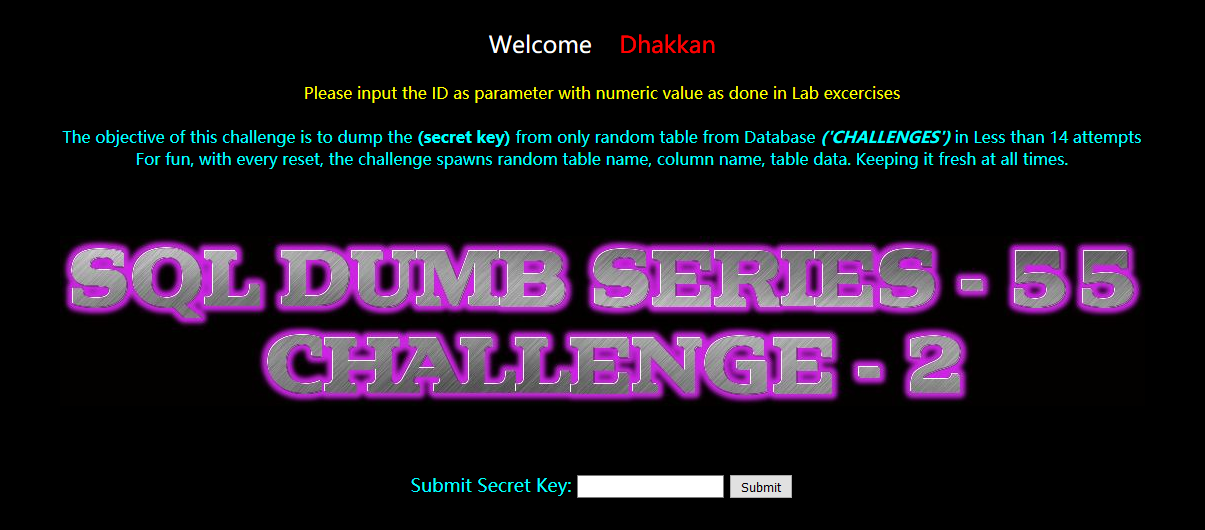 Welcome Dhakkan
Please input the ID as parameter with numeric value as done in Lab excercises
The objective of this challenge is to dump the (secret key) from only random table from Database ('CHALLENGES') in Less than 14 attempts
For fun, with every reset, the challenge spawns random table name, column name, table data. Keeping it fresh at all times.
SQL DUMB SERIES - 55
CHALLENGE - 2
Submit Secret Key: Submit